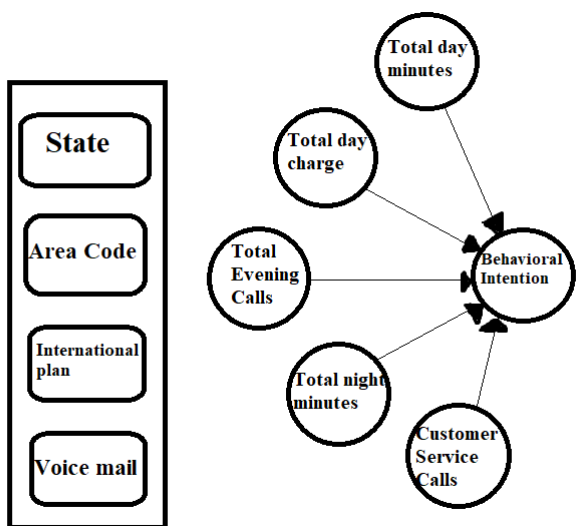 State
Area Code
International
plan
Voice mail
Total day
minutes
Total day
charge
Total
Evening
Calls
Total night
minutes
Customer
Service
Calls
Behavioral
Intention